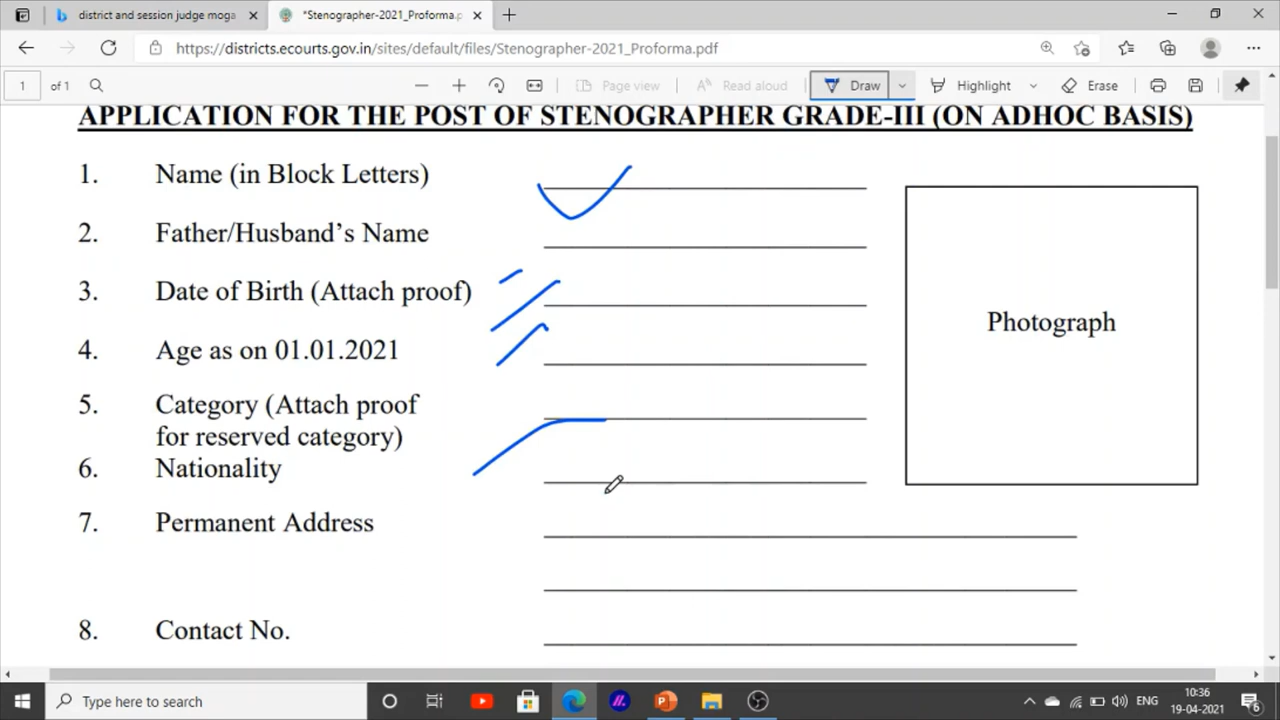 district and session judge moga
*Stenographer-2021_Proforma.p
https://districts.ecourts.gov.in/sites/default/files/Stenographer-2021_Proforma.pdf
1 of 1
Page view
Read aloud
Draw
Highlight
Erase
APPLICATION FOR THE POST OF STENOGRAPHER GRADE-III (ON ADHOC BASIS)
1. Name (in Block Letters)
2. Father/Husband’s Name
3. Date of Birth (Attach proof)
4. Age as on 01.01.2021
5. Category (Attach proof
for reserved category)
6. Nationality
7. Permanent Address
8. Contact No.
Photograph
Type here to search
ENG
10:36
19-04-2021
6